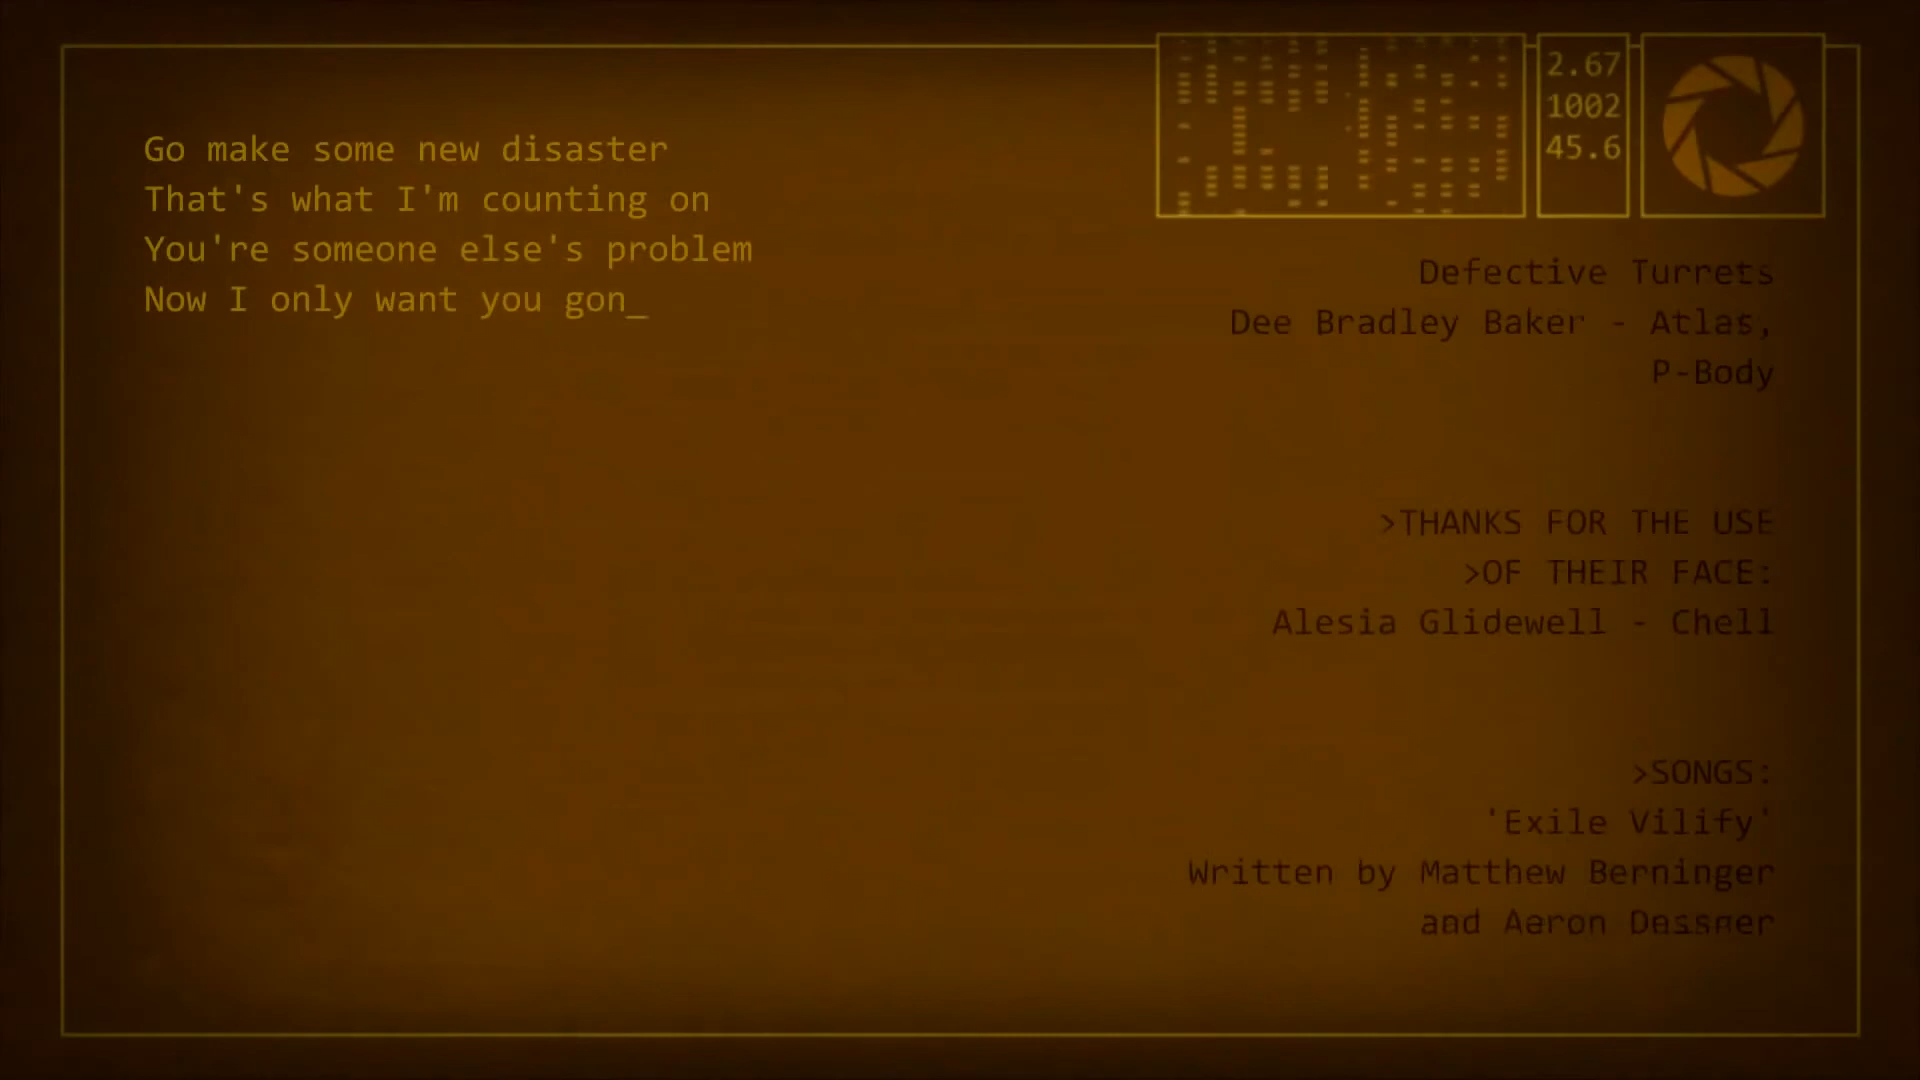 Go make some new disaster
That's what I'm counting on
You're someone else's problem
Now I only want you gon_
2.67
1002
45.6
Defective Turrets
Dee Bradley Baker - Atlas,
P-Body
>THANKS FOR THE USE
>OF THEIR FACE:
Alesia Glidewell - Chell
>SONGS:
'Exile Vilify'
Written by Matthew Berninger
and Aaron Dessner